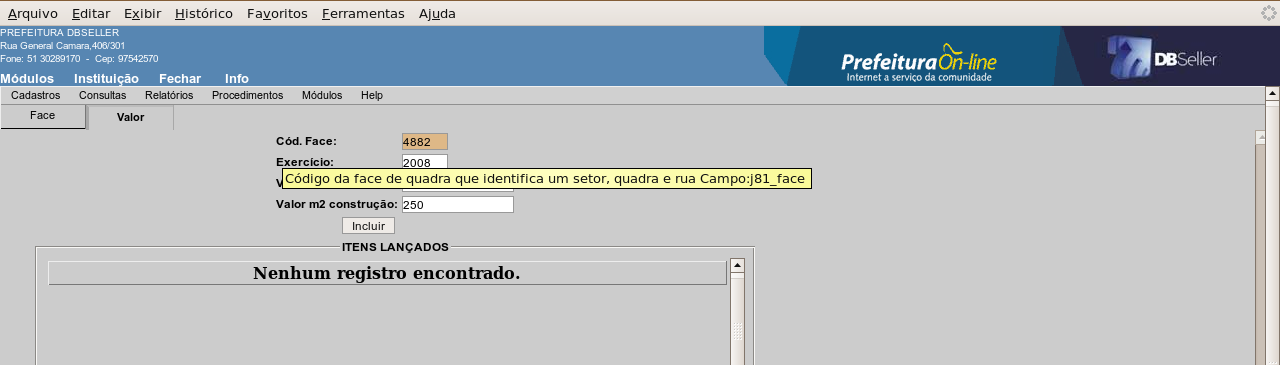 Arquivo Editar Exibir Histórico Favoritos Ferramentas Ajuda
PREFEITURA DBSELLER
Rua General Camara,406/301
Fone: 51 30289170 - Cep: 97542570
Prefeitura On-line
Internet a serviço da comunidade
DBSeller
Módulos Instituição Fechar Info
Cadastros Consultas Relatórios Procedimentos Módulos Help
Face Valor
Cód. Face: 4882
Exercício: 2008
Código da face de quadra que identifica um setor, quadra e rua Campo:j81_face
Valor m2 construção: 250
Incluir
ITENS LANÇADOS
Nenhum registro encontrado.